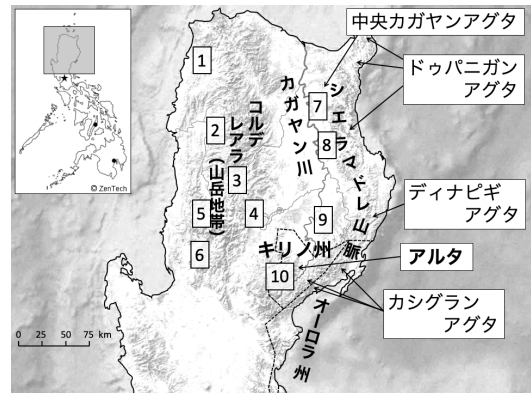 © ZenTech
中央カガヤンアグタ
ドゥパニガン
アグタ
ディナピギ
アグタ
アルタ
カシグラン
アグタ
カガヤン川
シエラマドレ山脈
コルディレアラ
(山岳地帯)
キリノ州
オーロラ州
1
2
3
4
5
6
7
8
9
10
0 25 50 75 km